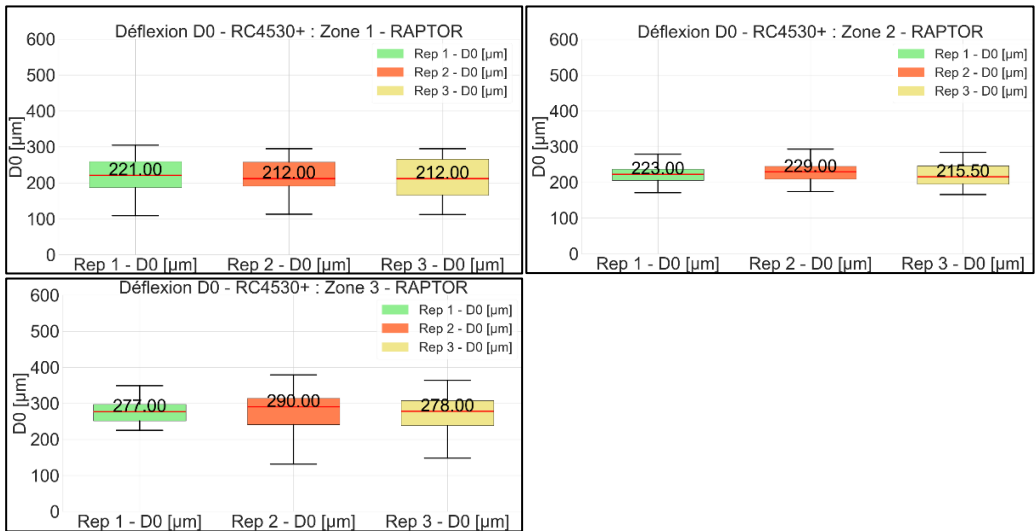 Déflexion D0 - RC4530+ : Zone 1 - RAPTOR
600
500
400
300
200
100
0
D0 [µm]
Rep 1 - D0 [µm]
Rep 2 - D0 [µm]
Rep 3 - D0 [µm]
221.00
212.00
212.00
Rep 1 - D0 [µm] Rep 2 - D0 [µm] Rep 3 - D0 [µm]
Déflexion D0 - RC4530+ : Zone 2 - RAPTOR
600
500
400
300
200
100
0
D0 [µm]
Rep 1 - D0 [µm]
Rep 2 - D0 [µm]
Rep 3 - D0 [µm]
223.00
229.00
215.50
Rep 1 - D0 [µm] Rep 2 - D0 [µm] Rep 3 - D0 [µm]
Déflexion D0 - RC4530+ : Zone 3 - RAPTOR
600
500
400
300
200
100
0
D0 [µm]
Rep 1 - D0 [µm]
Rep 2 - D0 [µm]
Rep 3 - D0 [µm]
277.00
290.00
278.00
Rep 1 - D0 [µm] Rep 2 - D0 [µm] Rep 3 - D0 [µm]